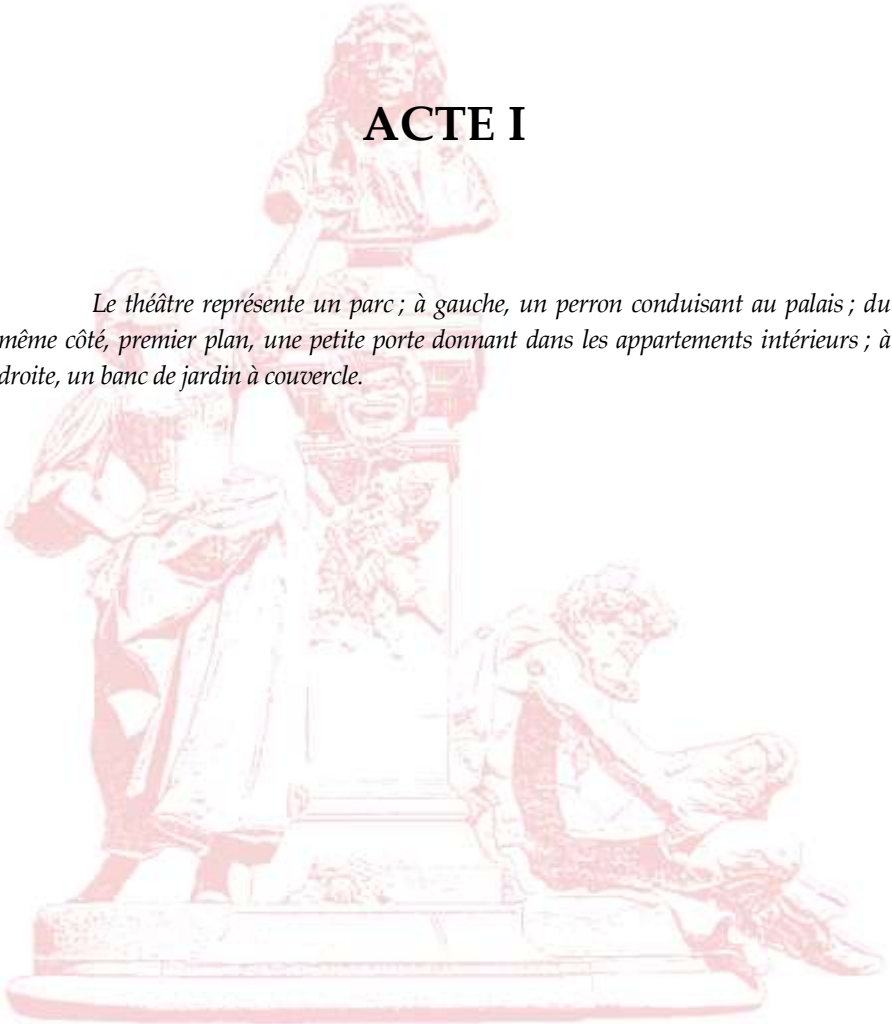 ACTE I
Le théâtre représente un parc ; à gauche, un perron conduisant au palais ; du
même côté, premier plan, une petite porte donnant dans les appartements intérieurs ; à
droite, un banc de jardin à couvercle.